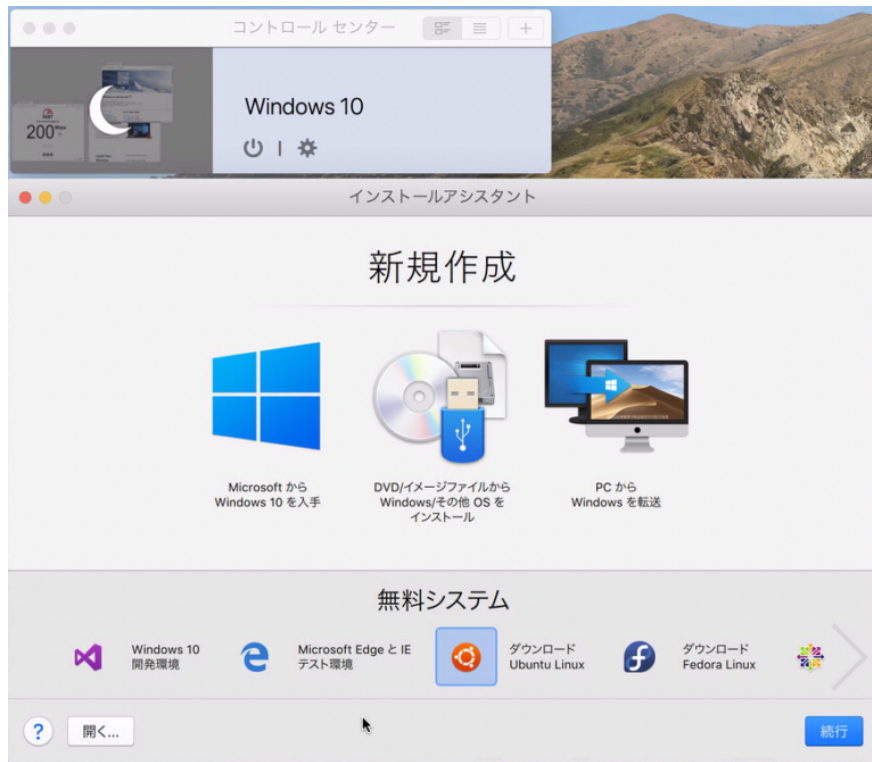 コントロール センター
Windows 10
200 Mbps
インストールアシスタント
新規作成
Microsoft から
Windows 10 を入手
DVD/イメージファイルから
Windows/その他 OS を
インストール
PC から
Windows を転送
無料システム
Windows 10
開発環境
Microsoft Edge と IE
テスト環境
ダウンロード
Ubuntu Linux
ダウンロード
Fedora Linux
?
開く...
続行